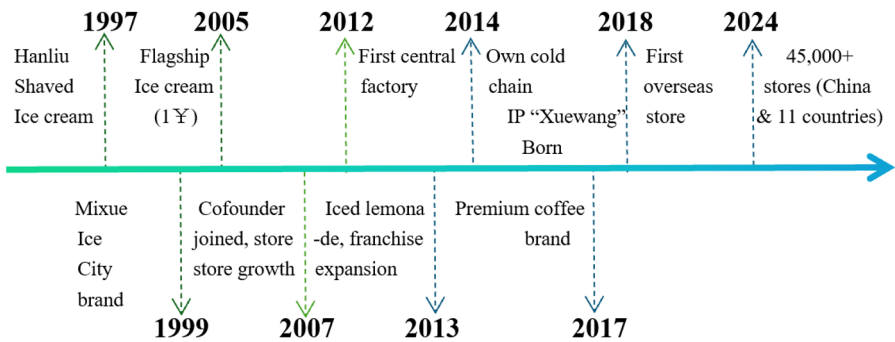 1997 2005 2012 2014 2018 2024
Hanliu
Shaved
Ice cream
Flagship
Ice cream
(1¥)
First central
factory
Own cold
chain
IP “Xuewang”
Born
First
overseas
store
45,000+
stores (China
& 11 countries)
Mixue
Ice
City
brand
Cofounder
joined, store
store growth
Iced lemona
-de, franchise
expansion
Premium coffee
brand
1999 2007 2013 2017